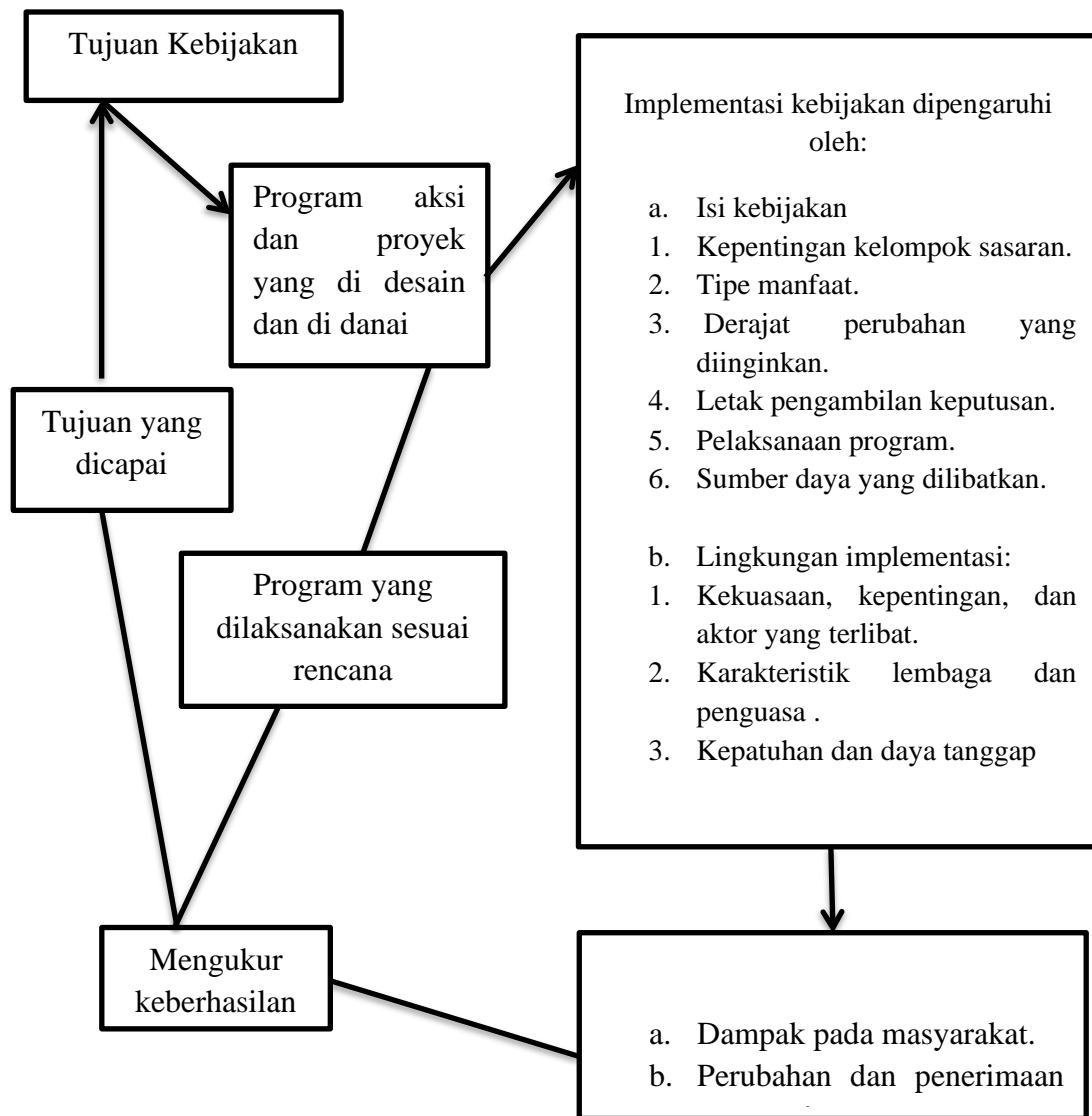 Tujuan Kebijakan
Program aksi
dan proyek
yang di desain
dan di danai
Tujuan yang
dicapai
Program yang
dilaksanakan sesuai
rencana
Mengukur
keberhasilan
Implementasi kebijakan dipengaruhi
oleh:
a. Isi kebijakan
1. Kepentingan kelompok sasaran.
2. Tipe manfaat.
3. Derajat perubahan yang
diinginkan.
4. Letak pengambilan keputusan.
5. Pelaksanaan program.
6. Sumber daya yang dilibatkan.
b. Lingkungan implementasi:
1. Kekuasaan, kepentingan, dan
aktor yang terlibat.
2. Karakteristik lembaga dan
penguasa .
3. Kepatuhan dan daya tanggap
a. Dampak pada masyarakat.
b. Perubahan dan penerimaan